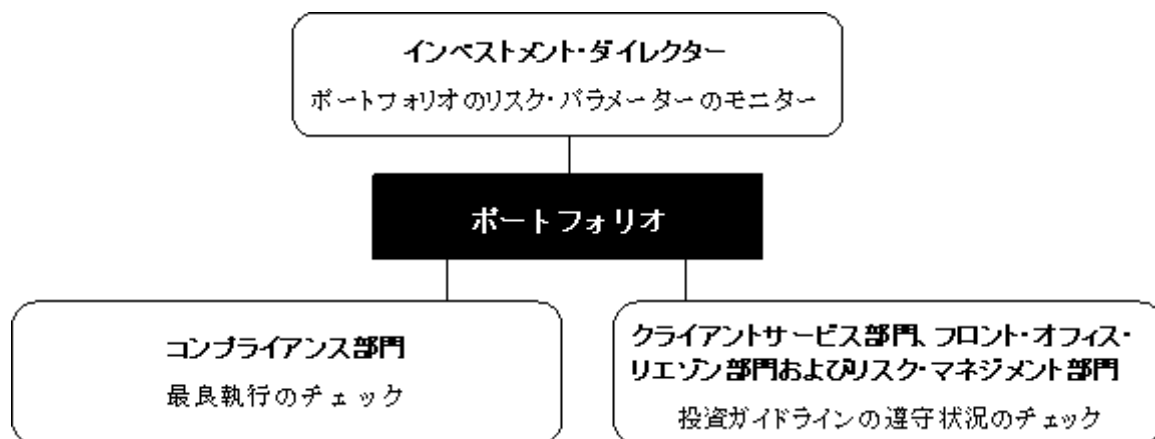 インベストメント・ダイレクター
ポートフォリオのリスク・パラメーターのモニター
ポートフォリオ
コンプライアンス部門
最良執行のチェック
クライアントサービス部門、フロント・オフィス・
リエゾン部門およびリスク・マネジメント部門
投資ガイドラインの遵守状況のチェック